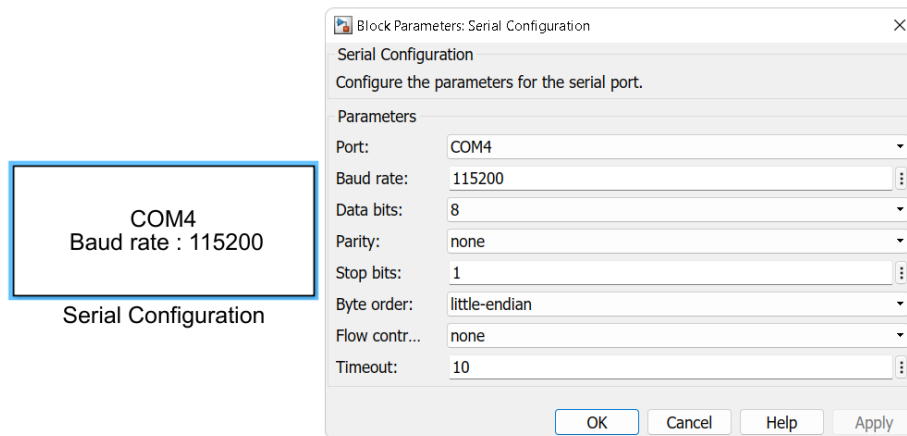 COM4
Baud rate : 115200
Serial Configuration
Block Parameters: Serial Configuration
Serial Configuration
Configure the parameters for the serial port.
Parameters
Port: COM4
Baud rate: 115200
Data bits: 8
Parity: none
Stop bits: 1
Byte order: little-endian
Flow contr... none
Timeout: 10
OK Cancel Help Apply